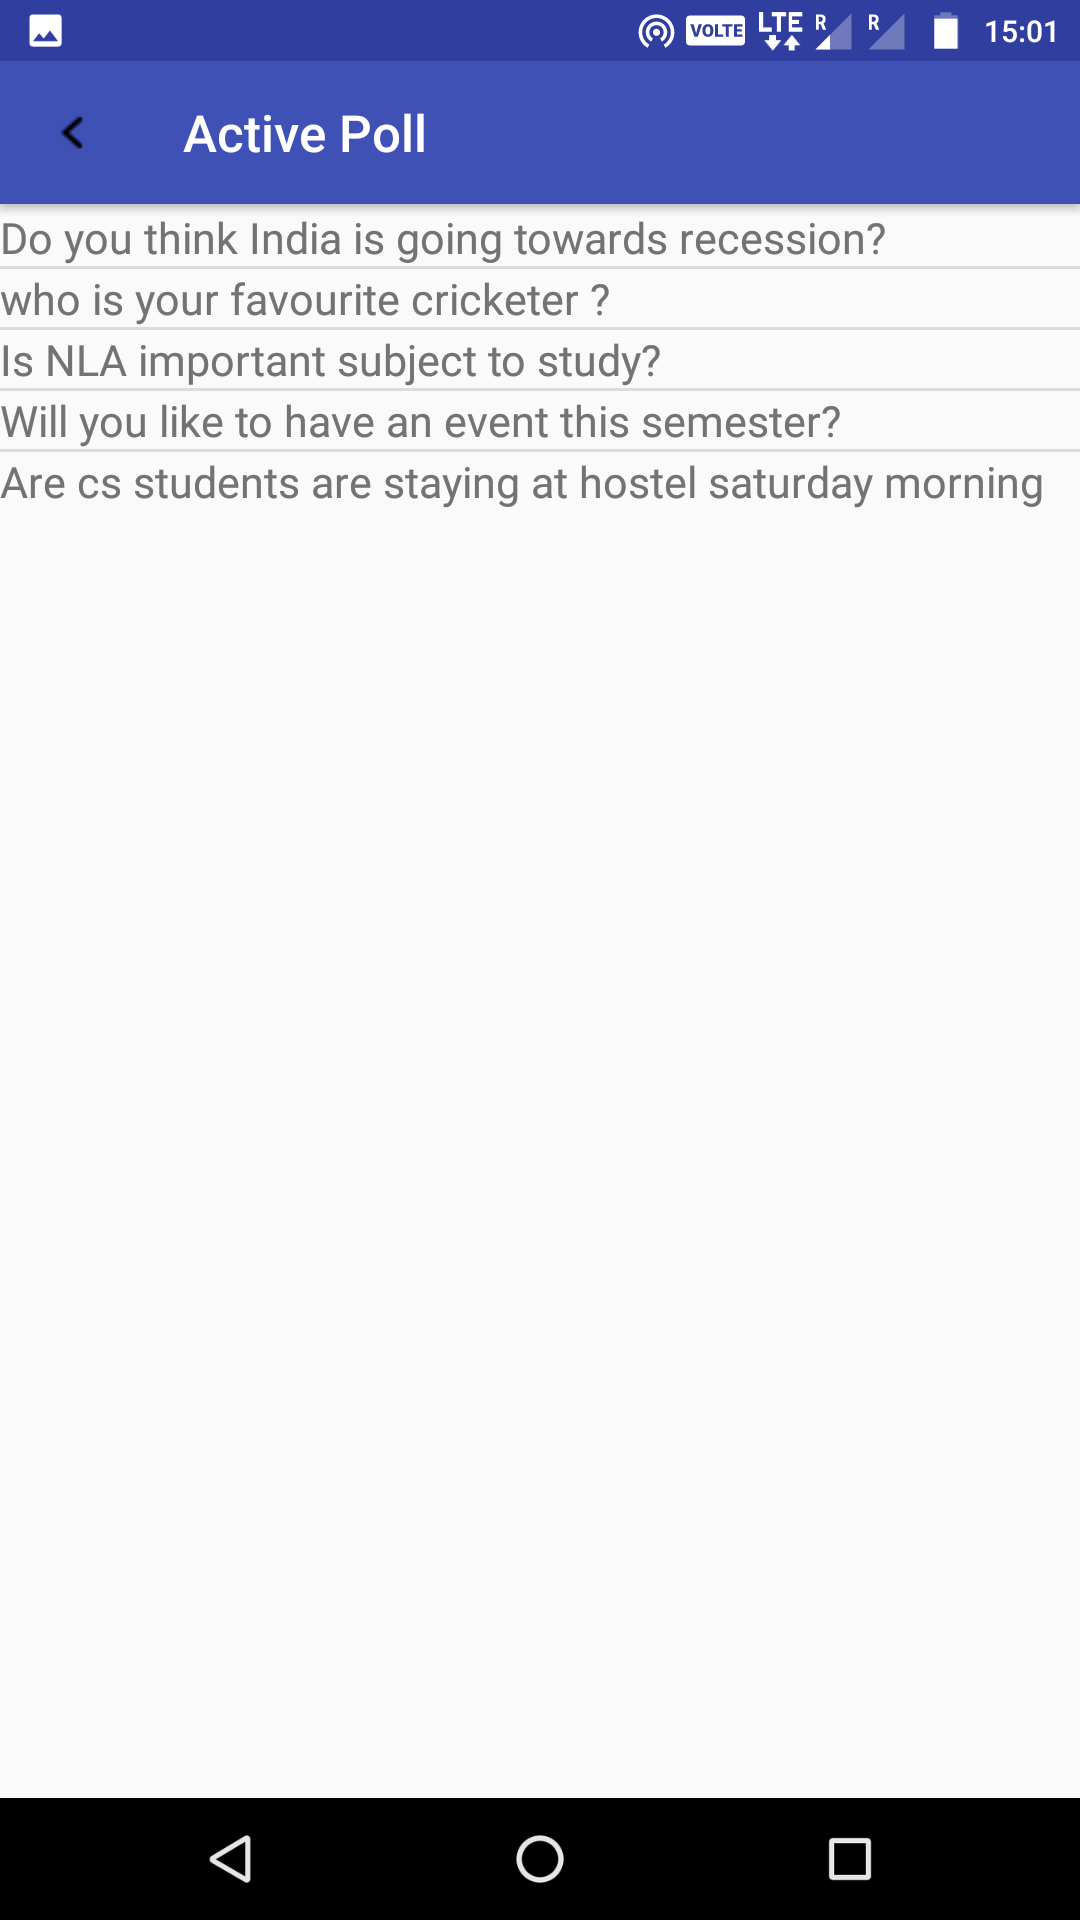 VOLTE LTE R R 15:01
Active Poll
Do you think India is going towards recession?
who is your favourite cricketer ?
Is NLA important subject to study?
Will you like to have an event this semester?
Are cs students are staying at hostel saturday morning